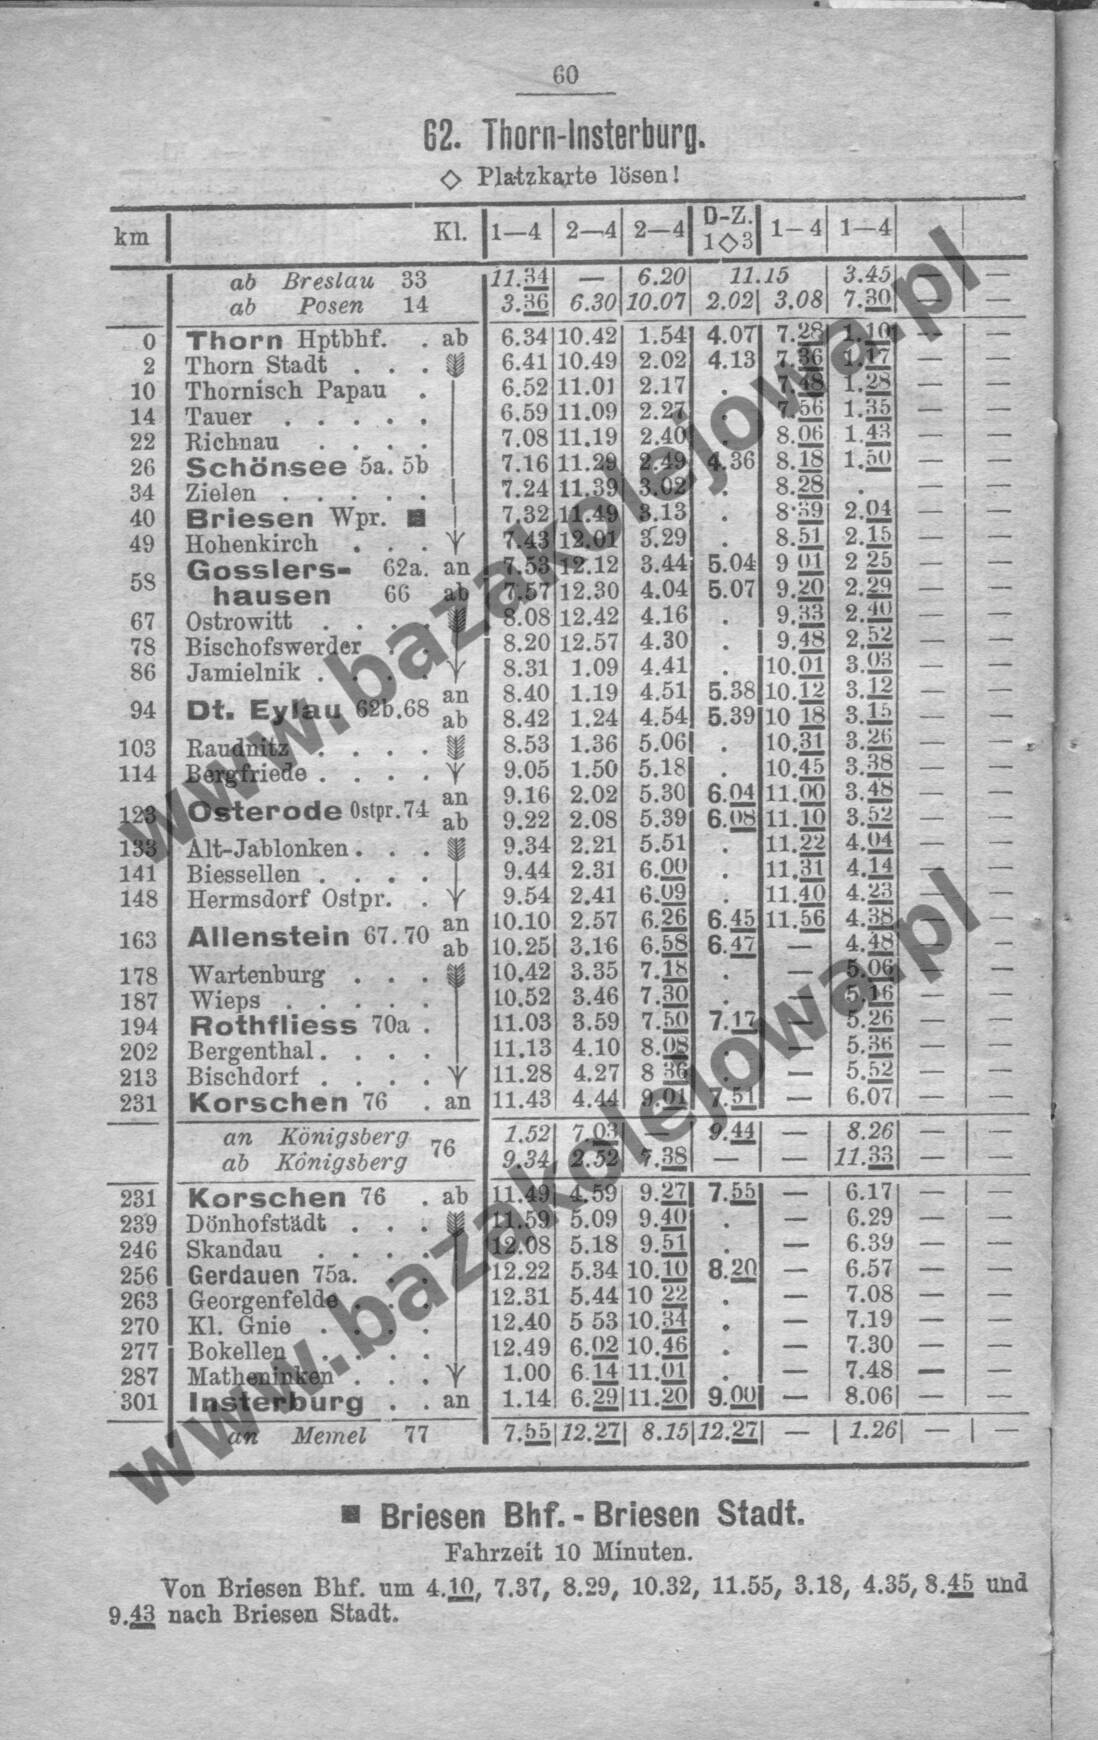 60
62. Thorn-Insterburg.
◇ Platzkarte lösen!
km Kl. 1—4 2—4 2—4 D-Z. 1◇3 1—4 1—4
ab Breslau 33 11.34 — 6.20 11.15 3.45 — —
ab Posen 14 3.36 6.30 10.07 2.02 3.08 7.30 — —
0 Thorn Hptbhf. . ab 6.34 10.42 1.54 4.07 7.28 1.10 — —
2 Thorn Stadt . . . 6.41 10.49 2.02 4.13 7.36 1.17 — —
10 Thornisch Papau . 6.52 11.01 2.17 . 7.48 1.28 — —
14 Tauer . . . . . 6.59 11.09 2.27 . 7.56 1.35 — —
22 Richnau . . . . 7.08 11.19 2.40 . 8.06 1.43 — —
26 Schönsee 5a. 5b 7.16 11.29 2.49 4.36 8.18 1.50 — —
34 Zielen . . . . . 7.24 11.39 3.02 . 8.28 . — —
40 Briesen Wpr. ■ 7.32 11.49 3.13 . 8.39 2.04 — —
49 Hohenkirch . . . 7.43 12.01 3.29 . 8.51 2.15 — —
58 Gosslers- 62a. an 7.53 12.12 3.44 5.04 9 01 2 25 — —
hausen 66 ab 7.57 12.30 4.04 5.07 9.20 2.29 — —
67 Ostrowitt . . . . 8.08 12.42 4.16 . 9.33 2.40 — —
78 Bischofswerder . . 8.20 12.57 4.30 . 9.48 2.52 — —
86 Jamielnik . . . . 8.31 1.09 4.41 . 10.01 3.03 — —
94 Dt. Eylau 62b.68 an 8.40 1.19 4.51 5.38 10.12 3.12 — —
ab 8.42 1.24 4.54 5.39 10 18 3.15 — —
103 Raudnitz . . . . 8.53 1.36 5.06 . 10.31 3.26 — —
114 Bergfriede . . . . 9.05 1.50 5.18 . 10.45 3.38 — —
123 Osterode Ostpr. 74 an 9.16 2.02 5.30 6.04 11.00 3.48 — —
ab 9.22 2.08 5.39 6.08 11.10 3.52 — —
133 Alt-Jablonken . . . 9.34 2.21 5.51 . 11.22 4.04 — —
141 Biessellen . . . . 9.44 2.31 6.00 . 11.31 4.14 — —
148 Hermsdorf Ostpr. . 9.54 2.41 6.09 . 11.40 4.23 — —
163 Allenstein 67. 70 an 10.10 2.57 6.26 6.45 11.56 4.38 — —
ab 10.25 3.16 6.58 6.47 — 4.48 — —
178 Wartenburg . . . 10.42 3.35 7.18 . — 5.06 — —
187 Wieps . . . . . 10.52 3.46 7.30 . — 5.16 — —
194 Rothfliess 70a . 11.03 3.59 7.50 7.17 — 5.26 — —
202 Bergenthal . . . . 11.13 4.10 8.08 . — 5.36 — —
213 Bischdorf . . . . 11.28 4.27 8 36 . — 5.52 — —
231 Korschen 76 . an 11.43 4.44 9.01 7.51 — 6.07 — —
an Königsberg 76 1.52 7.03 — 9.44 — 8.26 — —
ab Königsberg 9.34 2.52 7.38 — — 11.33 — —
231 Korschen 76 . ab 11.49 4.59 9.27 7.55 — 6.17 — —
239 Dönhofstädt . . . 11.59 5.09 9.40 . — 6.29 — —
246 Skandau . . . . 12.08 5.18 9.51 . — 6.39 — —
256 Gerdauen 75a. . . 12.22 5.34 10.10 8.20 — 6.57 — —
263 Georgenfelde . . . 12.31 5.44 10 22 . — 7.08 — —
270 Kl. Gnie . . . . 12.40 5 53 10.34 . — 7.19 — —
277 Bokellen . . . . 12.49 6.02 10.46 . — 7.30 — —
287 Matheninken . . . 1.00 6.14 11.01 . — 7.48 — —
301 Insterburg . . an 1.14 6.29 11.20 9.00 — 8.06 — —
an Memel 77 7.55 12.27 8.15 12.27 — 1.26 — —
■ Briesen Bhf. - Briesen Stadt.
Fahrzeit 10 Minuten.
Von Briesen Bhf. um 4.10, 7.37, 8.29, 10.32, 11.55, 3.18, 4.35, 8.45 und
9.43 nach Briesen Stadt.
www.bazakolejowa.pl
www.bazakolejowa.pl